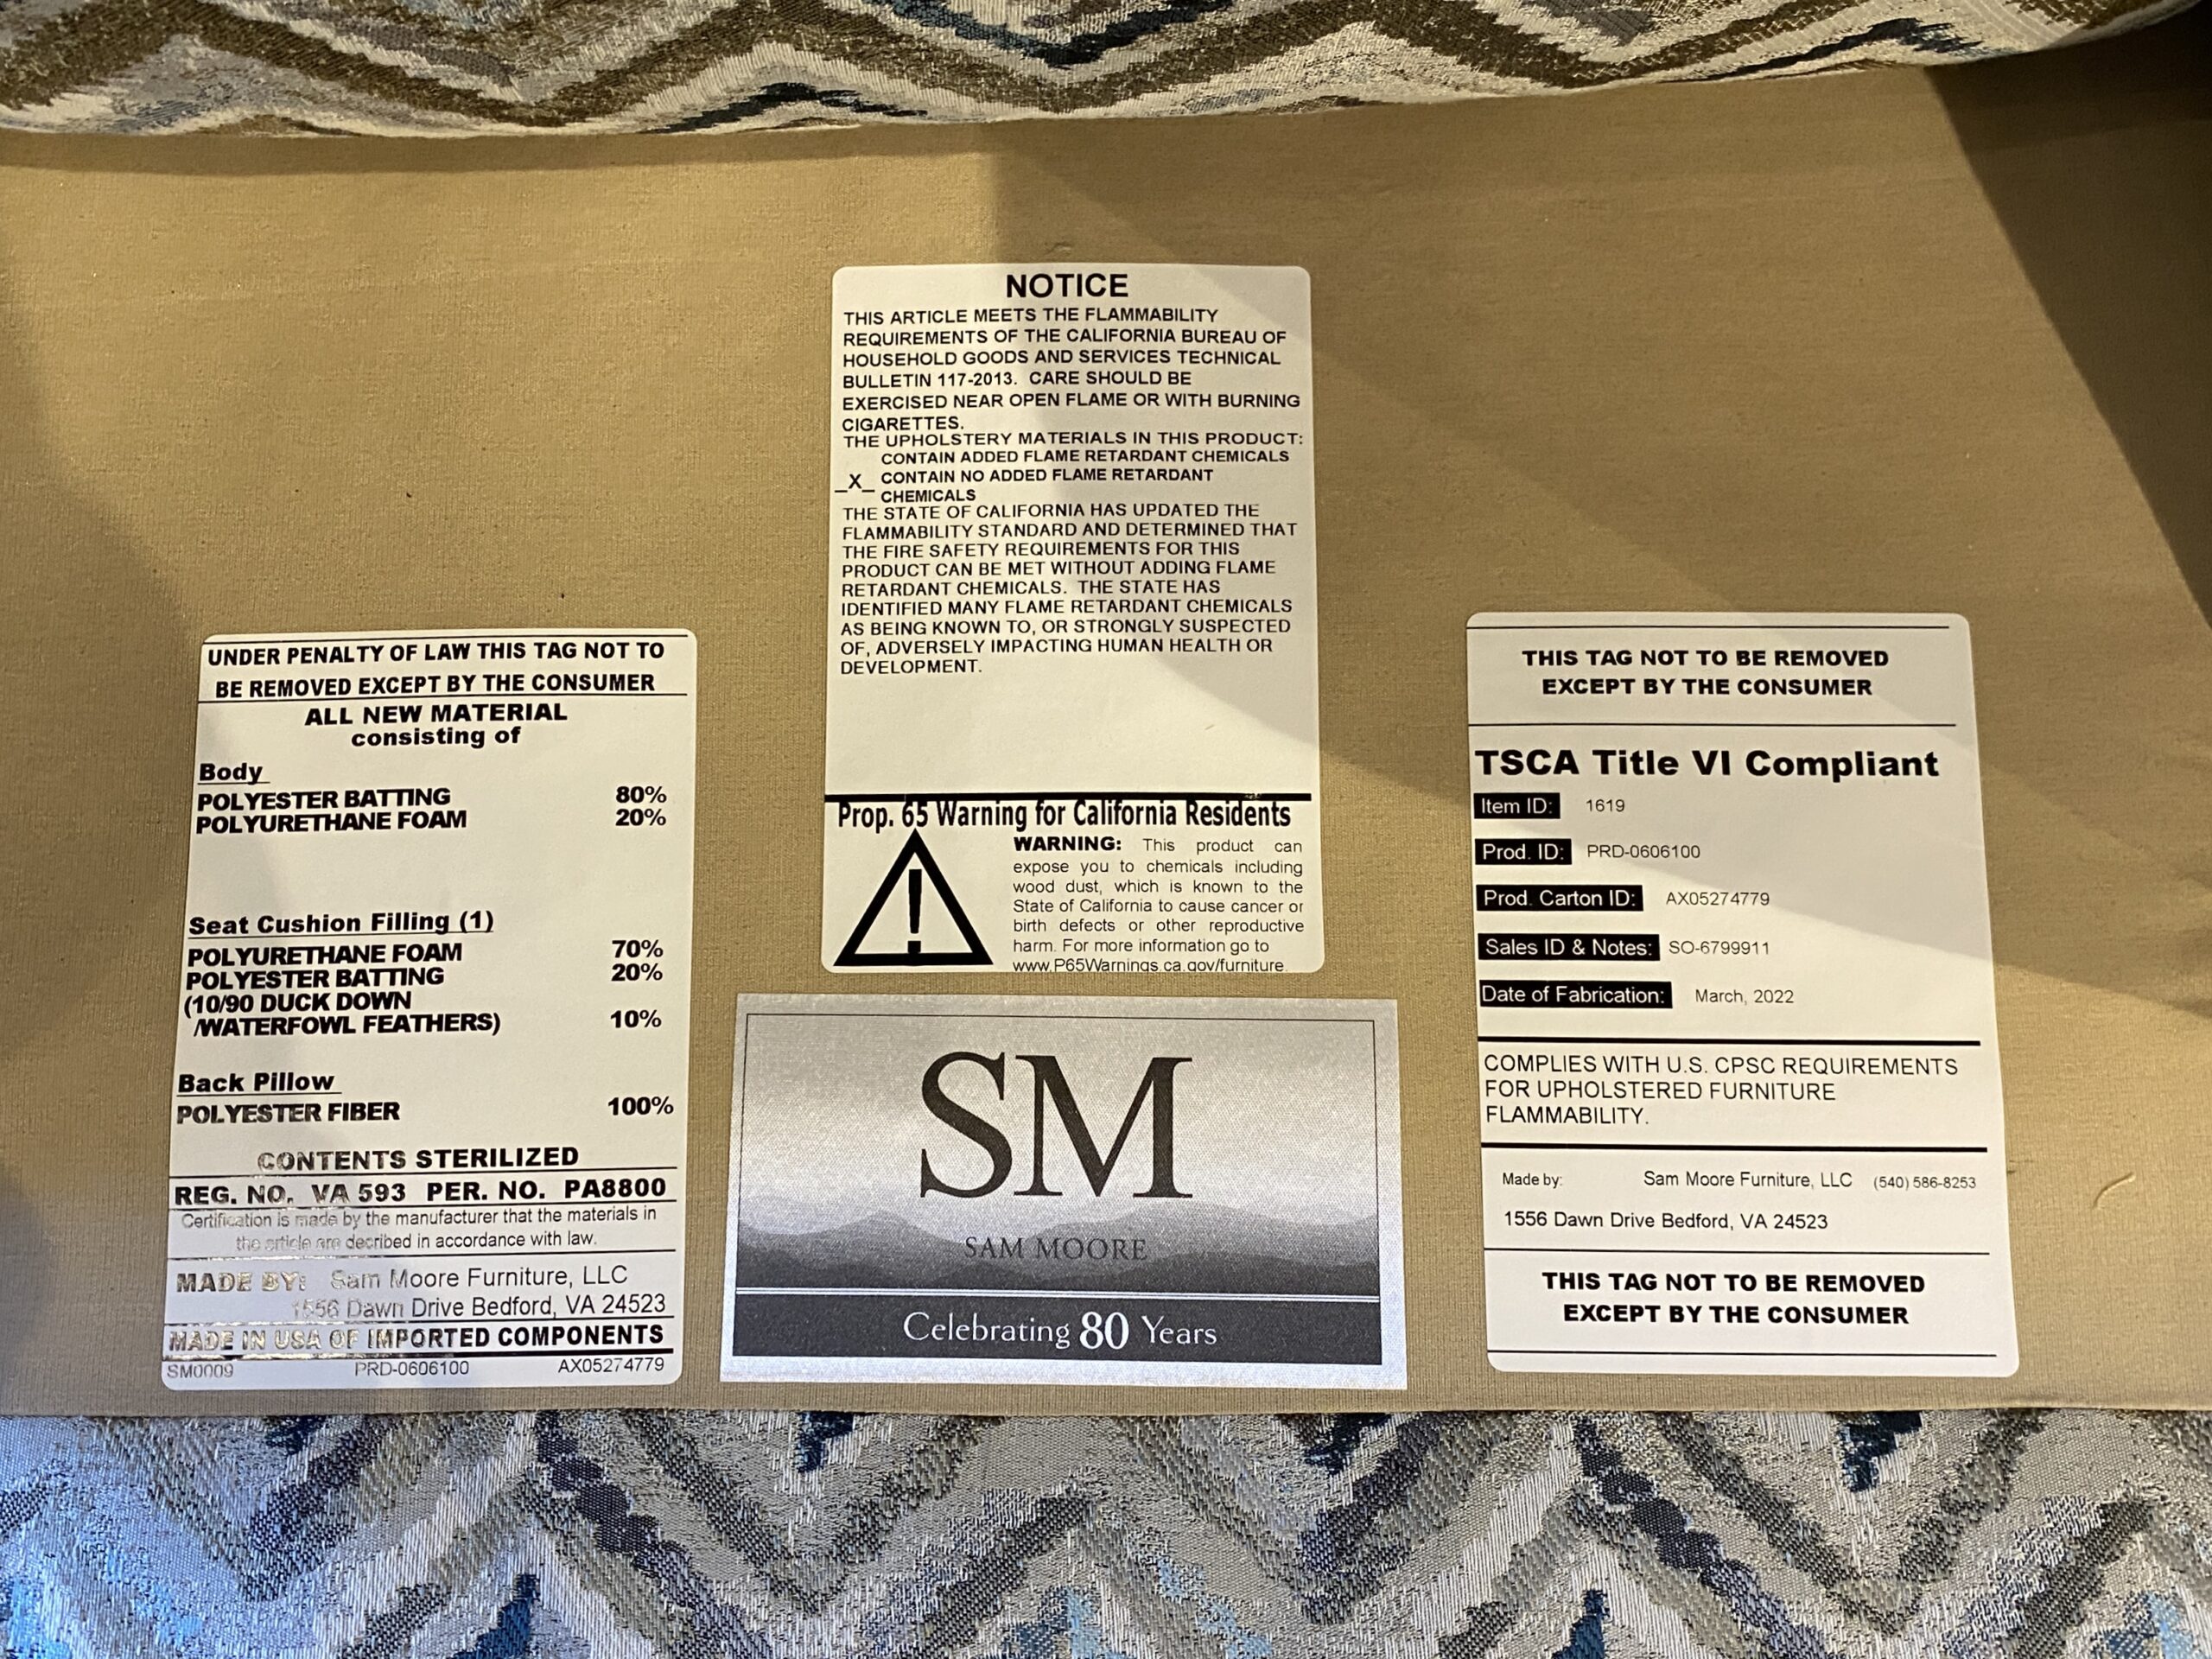 UNDER PENALTY OF LAW THIS TAG NOT TO
BE REMOVED EXCEPT BY THE CONSUMER
ALL NEW MATERIAL
consisting of
Body
POLYESTER BATTING 80%
POLYURETHANE FOAM 20%
Seat Cushion Filling (1)
POLYURETHANE FOAM 70%
POLYESTER BATTING 20%
(10/90 DUCK DOWN
/WATERFOWL FEATHERS) 10%
Back Pillow
POLYESTER FIBER 100%
CONTENTS STERILIZED
REG. NO. VA 593 PER. NO. PA8800
Certification is made by the manufacturer that the materials in
the article are decribed in accordance with law.
MADE BY: Sam Moore Furniture, LLC
1556 Dawn Drive Bedford, VA 24523
MADE IN USA OF IMPORTED COMPONENTS
SM0009 PRD-0606100 AX05274779
NOTICE
THIS ARTICLE MEETS THE FLAMMABILITY
REQUIREMENTS OF THE CALIFORNIA BUREAU OF
HOUSEHOLD GOODS AND SERVICES TECHNICAL
BULLETIN 117-2013. CARE SHOULD BE
EXERCISED NEAR OPEN FLAME OR WITH BURNING
CIGARETTES.
THE UPHOLSTERY MATERIALS IN THIS PRODUCT:
CONTAIN ADDED FLAME RETARDANT CHEMICALS
_X_ CONTAIN NO ADDED FLAME RETARDANT
CHEMICALS
THE STATE OF CALIFORNIA HAS UPDATED THE
FLAMMABILITY STANDARD AND DETERMINED THAT
THE FIRE SAFETY REQUIREMENTS FOR THIS
PRODUCT CAN BE MET WITHOUT ADDING FLAME
RETARDANT CHEMICALS. THE STATE HAS
IDENTIFIED MANY FLAME RETARDANT CHEMICALS
AS BEING KNOWN TO, OR STRONGLY SUSPECTED
OF, ADVERSELY IMPACTING HUMAN HEALTH OR
DEVELOPMENT.
Prop. 65 Warning for California Residents
WARNING: This product can
expose you to chemicals including
wood dust, which is known to the
State of California to cause cancer or
birth defects or other reproductive
harm. For more information go to
www.P65Warnings.ca.gov/furniture.
SM
SAM MOORE
Celebrating 80 Years
THIS TAG NOT TO BE REMOVED
EXCEPT BY THE CONSUMER
TSCA Title VI Compliant
Item ID: 1619
Prod. ID: PRD-0606100
Prod. Carton ID: AX05274779
Sales ID & Notes: SO-6799911
Date of Fabrication: March, 2022
COMPLIES WITH U.S. CPSC REQUIREMENTS
FOR UPHOLSTERED FURNITURE
FLAMMABILITY.
Made by: Sam Moore Furniture, LLC (540) 586-8253
1556 Dawn Drive Bedford, VA 24523
THIS TAG NOT TO BE REMOVED
EXCEPT BY THE CONSUMER